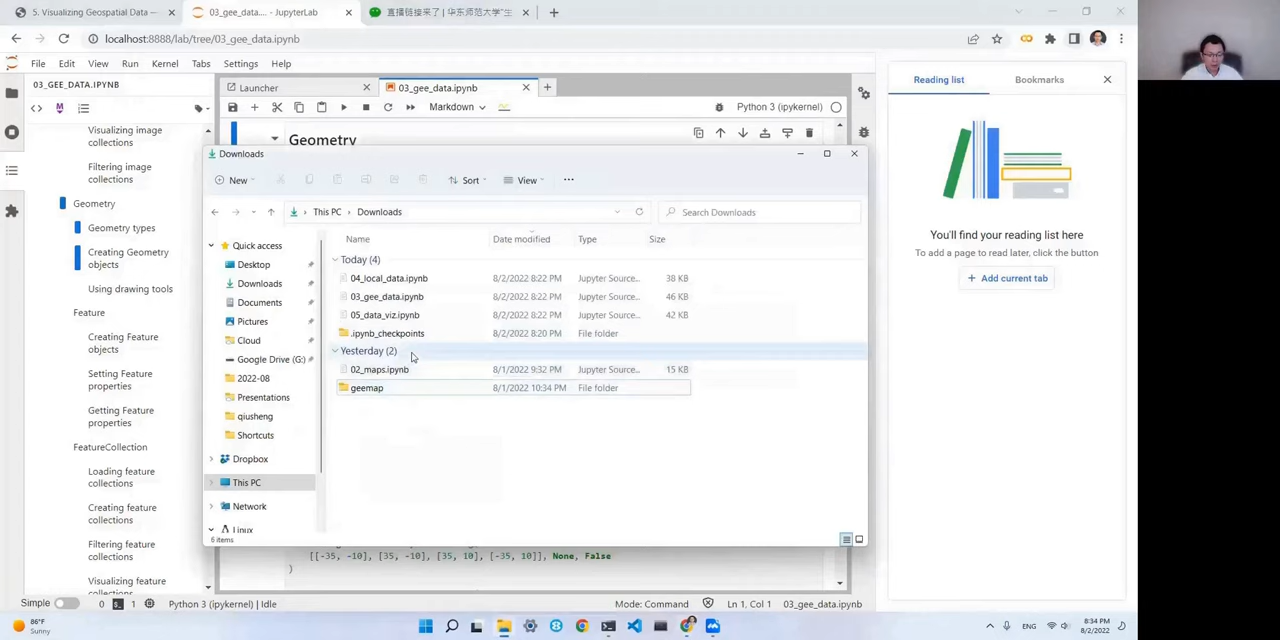 5. Visualizing Geospatial Data —
03_gee_data.... - JupyterLab
直播链接来了 | 华东师范大学“生
localhost:8888/lab/tree/03_gee_data.ipynb
File Edit View Run Kernel Tabs Settings Help
03_GEE_DATA.IPYNB
Launcher
03_gee_data.ipynb
Markdown
Python 3 (ipykernel)
Visualizing image
collections
Filtering image
collections
Geometry
Geometry types
Creating Geometry
objects
Using drawing tools
Feature
Creating Feature
objects
Setting Feature
properties
Getting Feature
properties
FeatureCollection
Loading feature
collections
Creating feature
collections
Filtering feature
collections
Visualizing feature
Geometry
Downloads
New
Sort
View
This PC
Downloads
Search Downloads
Quick access
Desktop
Downloads
Documents
Pictures
Cloud
Google Drive (G:)
2022-08
Presentations
qiusheng
Shortcuts
Dropbox
This PC
Network
Linux
Name Date modified Type Size
Today (4)
04_local_data.ipynb 8/2/2022 8:22 PM Jupyter Source... 38 KB
03_gee_data.ipynb 8/2/2022 8:22 PM Jupyter Source... 46 KB
05_data_viz.ipynb 8/2/2022 8:22 PM Jupyter Source... 42 KB
.ipynb_checkpoints 8/2/2022 8:20 PM File folder
Yesterday (2)
02_maps.ipynb 8/1/2022 9:32 PM Jupyter Source... 15 KB
geemap 8/1/2022 10:34 PM File folder
6 items
[[-35, -10], [35, -10], [35, 10], [-35, 10]], None, False
)
Reading list
Bookmarks
You'll find your reading list here
To add a page to read later, click the button
Add current tab
Simple 0 1 Python 3 (ipykernel) | Idle
Mode: Command Ln 1, Col 1 03_gee_data.ipynb
86°F
Sunny
ENG
8:34 PM
8/2/2022